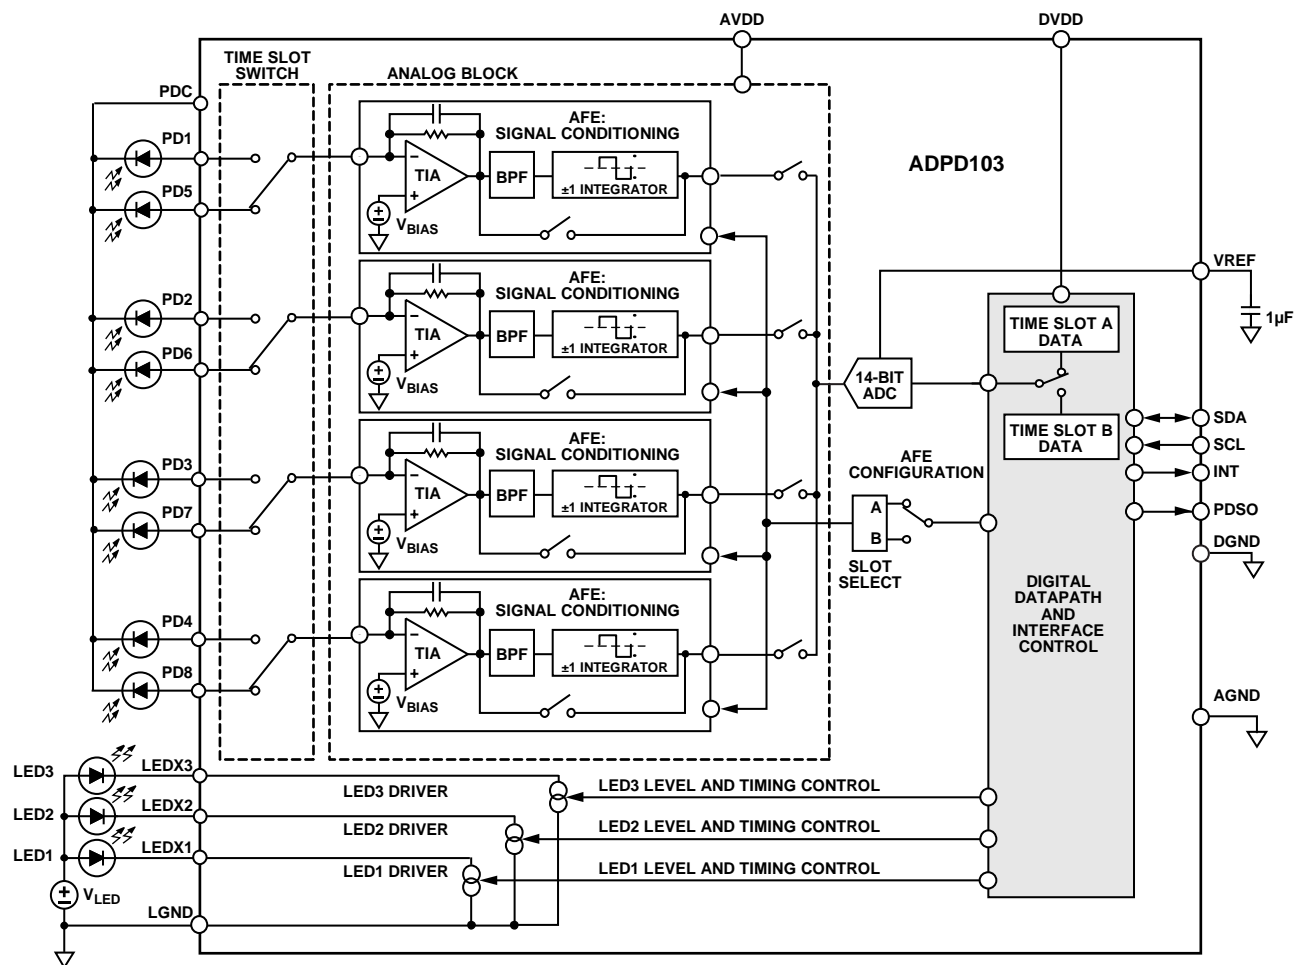 AVDD
DVDD
TIME SLOT
SWITCH
ANALOG BLOCK
ADPD103
PDC
PD1
PD5
PD2
PD6
PD3
PD7
PD4
PD8
AFE:
SIGNAL CONDITIONING
−
TIA
+
BPF
±1 INTEGRATOR
VBIAS
AFE:
SIGNAL CONDITIONING
−
TIA
+
BPF
±1 INTEGRATOR
VBIAS
AFE:
SIGNAL CONDITIONING
−
TIA
+
BPF
±1 INTEGRATOR
VBIAS
AFE:
SIGNAL CONDITIONING
−
TIA
+
BPF
±1 INTEGRATOR
VBIAS
14-BIT
ADC
AFE
CONFIGURATION
A
B
SLOT
SELECT
TIME SLOT A
DATA
TIME SLOT B
DATA
DIGITAL
DATAPATH
AND
INTERFACE
CONTROL
VREF
1µF
SDA
SCL
INT
PDSO
DGND
AGND
LED3
LEDX3
LED3 DRIVER
LED3 LEVEL AND TIMING CONTROL
LED2
LEDX2
LED2 DRIVER
LED2 LEVEL AND TIMING CONTROL
LED1
LEDX1
LED1 DRIVER
LED1 LEVEL AND TIMING CONTROL
VLED
LGND